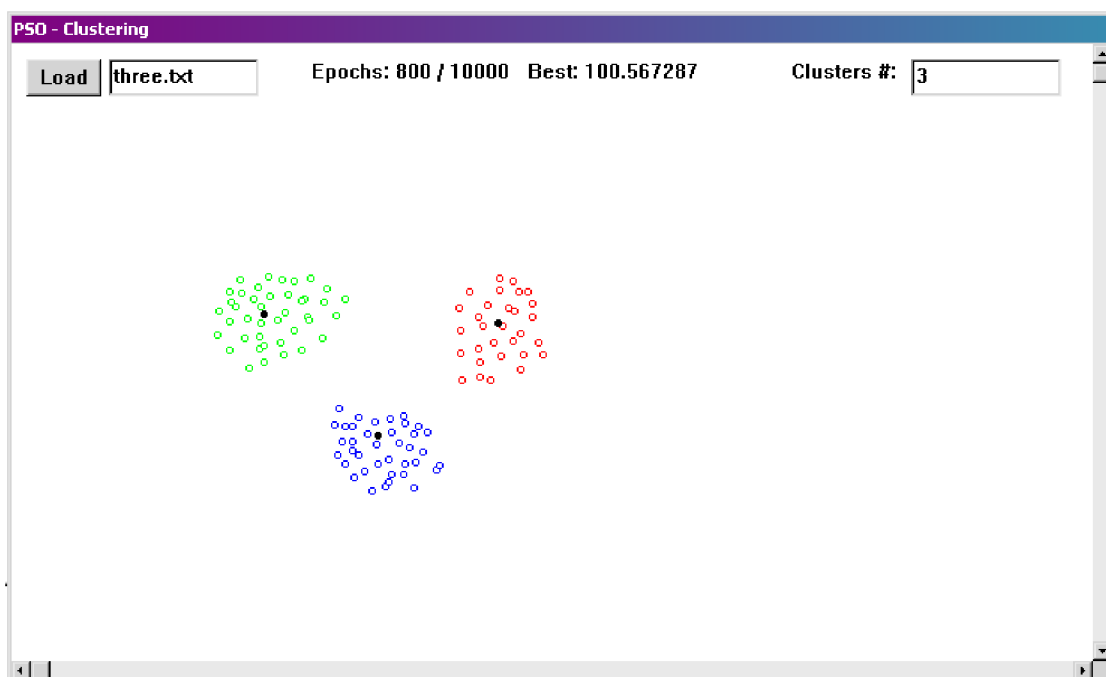 PSO - Clustering
Load three.txt Epochs: 800 / 10000 Best: 100.567287 Clusters #: 3